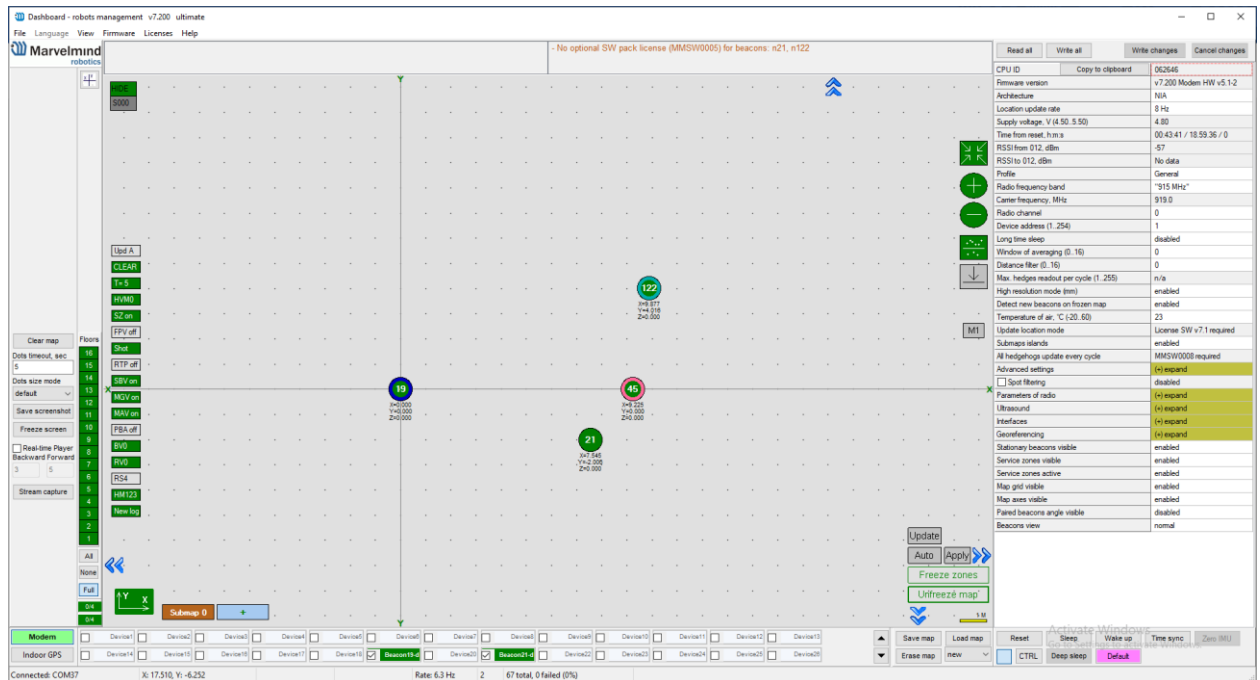 Dashboard - robots management v7.200 ultimate
File Language View Firmware Licenses Help
Marvelmind
robotics
- No optional SW pack license (MMSW0005) for beacons: n21, n122
Read all Write all Write changes Cancel changes
CPU ID Copy to clipboard 062646
Firmware version v7.200 Modem HW v5.1-2
Architecture NIA
Location update rate 8 Hz
Supply voltage, V (4.50..5.50) 4.80
Time from reset, h:m:s 00:43:41 / 18.59.36 / 0
RSSI from 012, dBm -57
RSSI to 012, dBm No data
Profile General
Radio frequency band "915 MHz"
Carrier frequency, MHz 919.0
Radio channel 0
Device address (1..254) 1
Long time sleep disabled
Window of averaging (0..16) 0
Distance filter (0..16) 0
Max. hedges readout per cycle (1..255) n/a
High resolution mode (mm) enabled
Detect new beacons on frozen map enabled
Temperature of air, °C (-20..60) 23
Update location mode License SW v7.1 required
Submaps islands enabled
All hedgehogs update every cycle MMSW0008 required
Advanced settings (+) expand
Spot filtering disabled
Parameters of radio (+) expand
Ultrasound (+) expand
Interfaces (+) expand
Georeferencing (+) expand
Stationary beacons visible enabled
Service zones visible enabled
Service zones active enabled
Map grid visible enabled
Map axes visible enabled
Paired beacons angle visible disabled
Beacons view normal
HIDE
S000
Y
Upd A
CLEAR
T= 5
HVM0
SZ on
FPV off
Shot
RTP off
SBV on
MGV on
MAV on
PBA off
BV0
RV0
RS4
HM123
New log
122
X=9.877
Y=4.018
Z=0.000
M1
X
19
X=0.000
Y=0.000
Z=0.000
45
X=9.225
Y=0.000
Z=0.000
X
21
X=7.545
Y=-2.005
Z=0.000
Clear map
Dots timeout, sec
5
Dots size mode
default
Save screenshot
Freeze screen
Real-time Player
Backward Forward
3 5
Stream capture
Floors
16
15
14
13
12
11
10
9
8
7
6
5
4
3
2
1
All
None
Full
0/4
0/4
Update
Auto Apply
Freeze zones
Unfreeze map
5 M
Y X
Submap 0 +
Y
Modem Device1 Device2 Device3 Device4 Device5 Device6 Device7 Device8 Device9 Device10 Device11 Device12 Device13
Indoor GPS Device14 Device15 Device16 Device17 Device18 Beacon19-d Device20 Beacon21-d Device22 Device23 Device24 Device25 Device26
Save map Load map
Erase map new
Reset Sleep Wake up Time sync Zero IMU
CTRL Deep sleep Default
Activate Windows
Go to Settings to activate Windows.
Connected: COM37 X: 17.510, Y: -6.252 Rate: 6.3 Hz 2 67 total, 0 failed (0%)